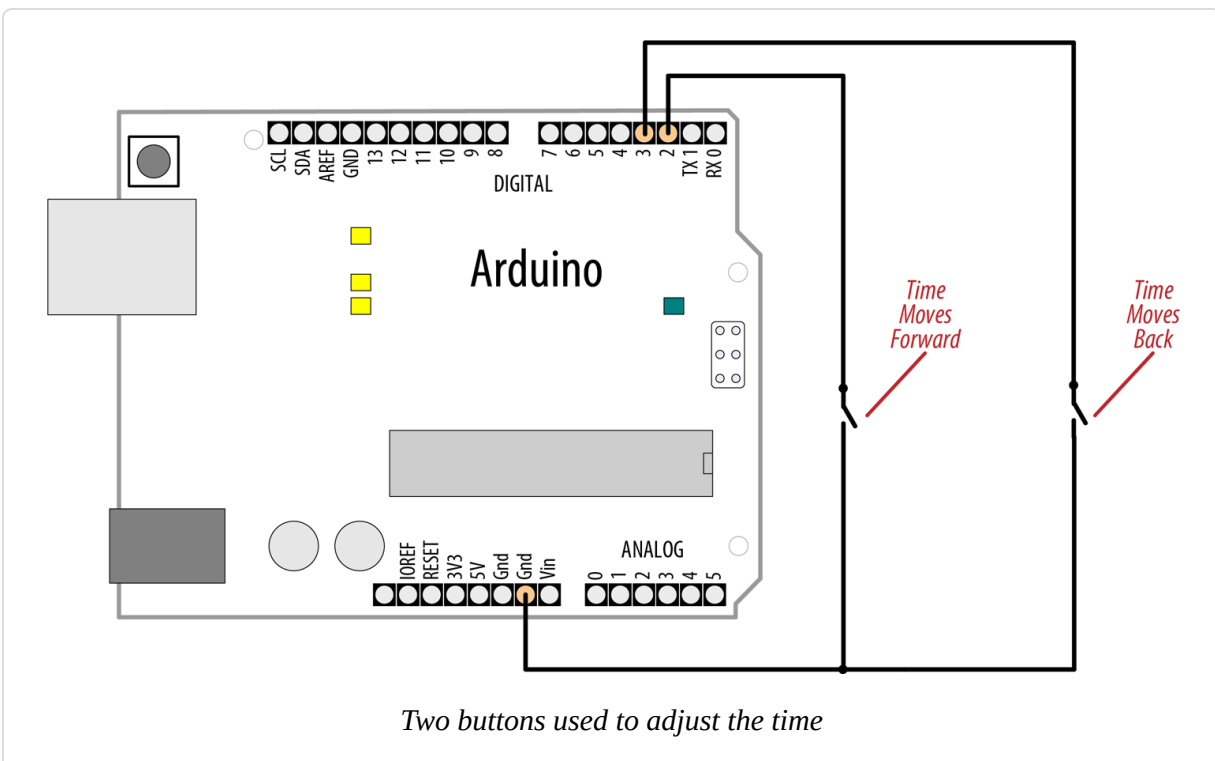 SCL
SDA
AREF
GND
13
12
11
10
9
8
7
6
5
4
3
2
TX 1
RX 0
DIGITAL
Arduino
Time
Moves
Forward
Time
Moves
Back
IOREF
RESET
3V3
5V
Gnd
Gnd
Vin
ANALOG
0
1
2
3
4
5
Two buttons used to adjust the time